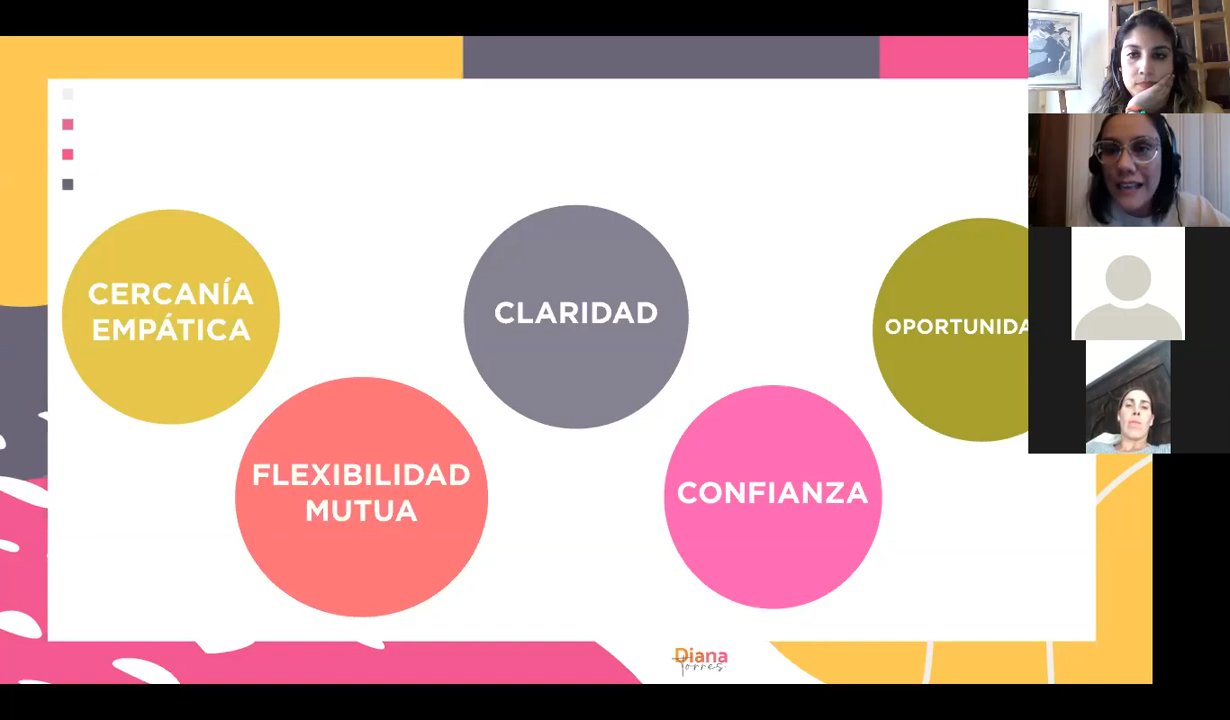 CERCANÍA
EMPÁTICA
CLARIDAD
OPORTUNIDA
FLEXIBILIDAD
MUTUA
CONFIANZA
Diana
Torres